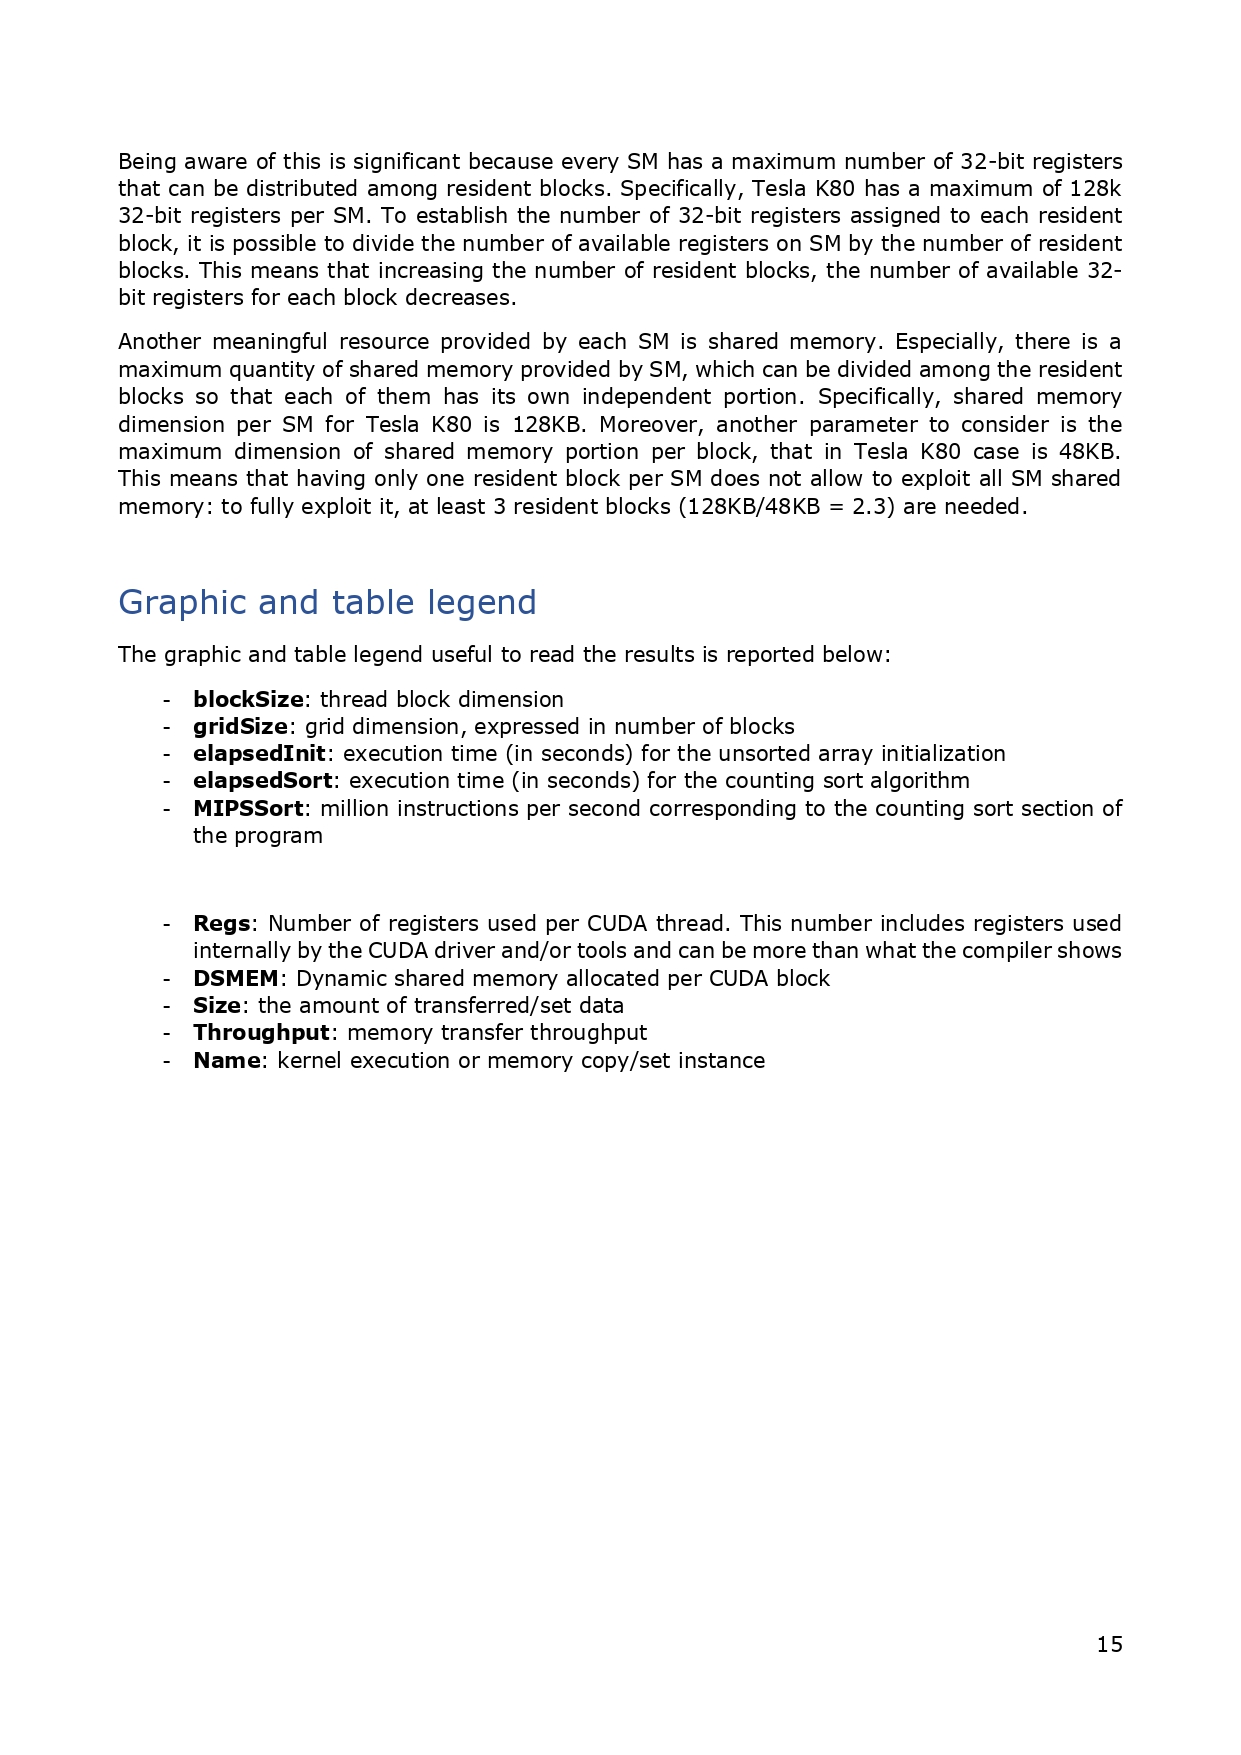 Being aware of this is significant because every SM has a maximum number of 32-bit registers
that can be distributed among resident blocks. Specifically, Tesla K80 has a maximum of 128k
32-bit registers per SM. To establish the number of 32-bit registers assigned to each resident
block, it is possible to divide the number of available registers on SM by the number of resident
blocks. This means that increasing the number of resident blocks, the number of available 32-
bit registers for each block decreases.
Another meaningful resource provided by each SM is shared memory. Especially, there is a
maximum quantity of shared memory provided by SM, which can be divided among the resident
blocks so that each of them has its own independent portion. Specifically, shared memory
dimension per SM for Tesla K80 is 128KB. Moreover, another parameter to consider is the
maximum dimension of shared memory portion per block, that in Tesla K80 case is 48KB.
This means that having only one resident block per SM does not allow to exploit all SM shared
memory: to fully exploit it, at least 3 resident blocks (128KB/48KB = 2.3) are needed.
Graphic and table legend
The graphic and table legend useful to read the results is reported below:
- blockSize: thread block dimension
- gridSize: grid dimension, expressed in number of blocks
- elapsedInit: execution time (in seconds) for the unsorted array initialization
- elapsedSort: execution time (in seconds) for the counting sort algorithm
- MIPSSort: million instructions per second corresponding to the counting sort section of
the program
- Regs: Number of registers used per CUDA thread. This number includes registers used
internally by the CUDA driver and/or tools and can be more than what the compiler shows
- DSMEM: Dynamic shared memory allocated per CUDA block
- Size: the amount of transferred/set data
- Throughput: memory transfer throughput
- Name: kernel execution or memory copy/set instance
15